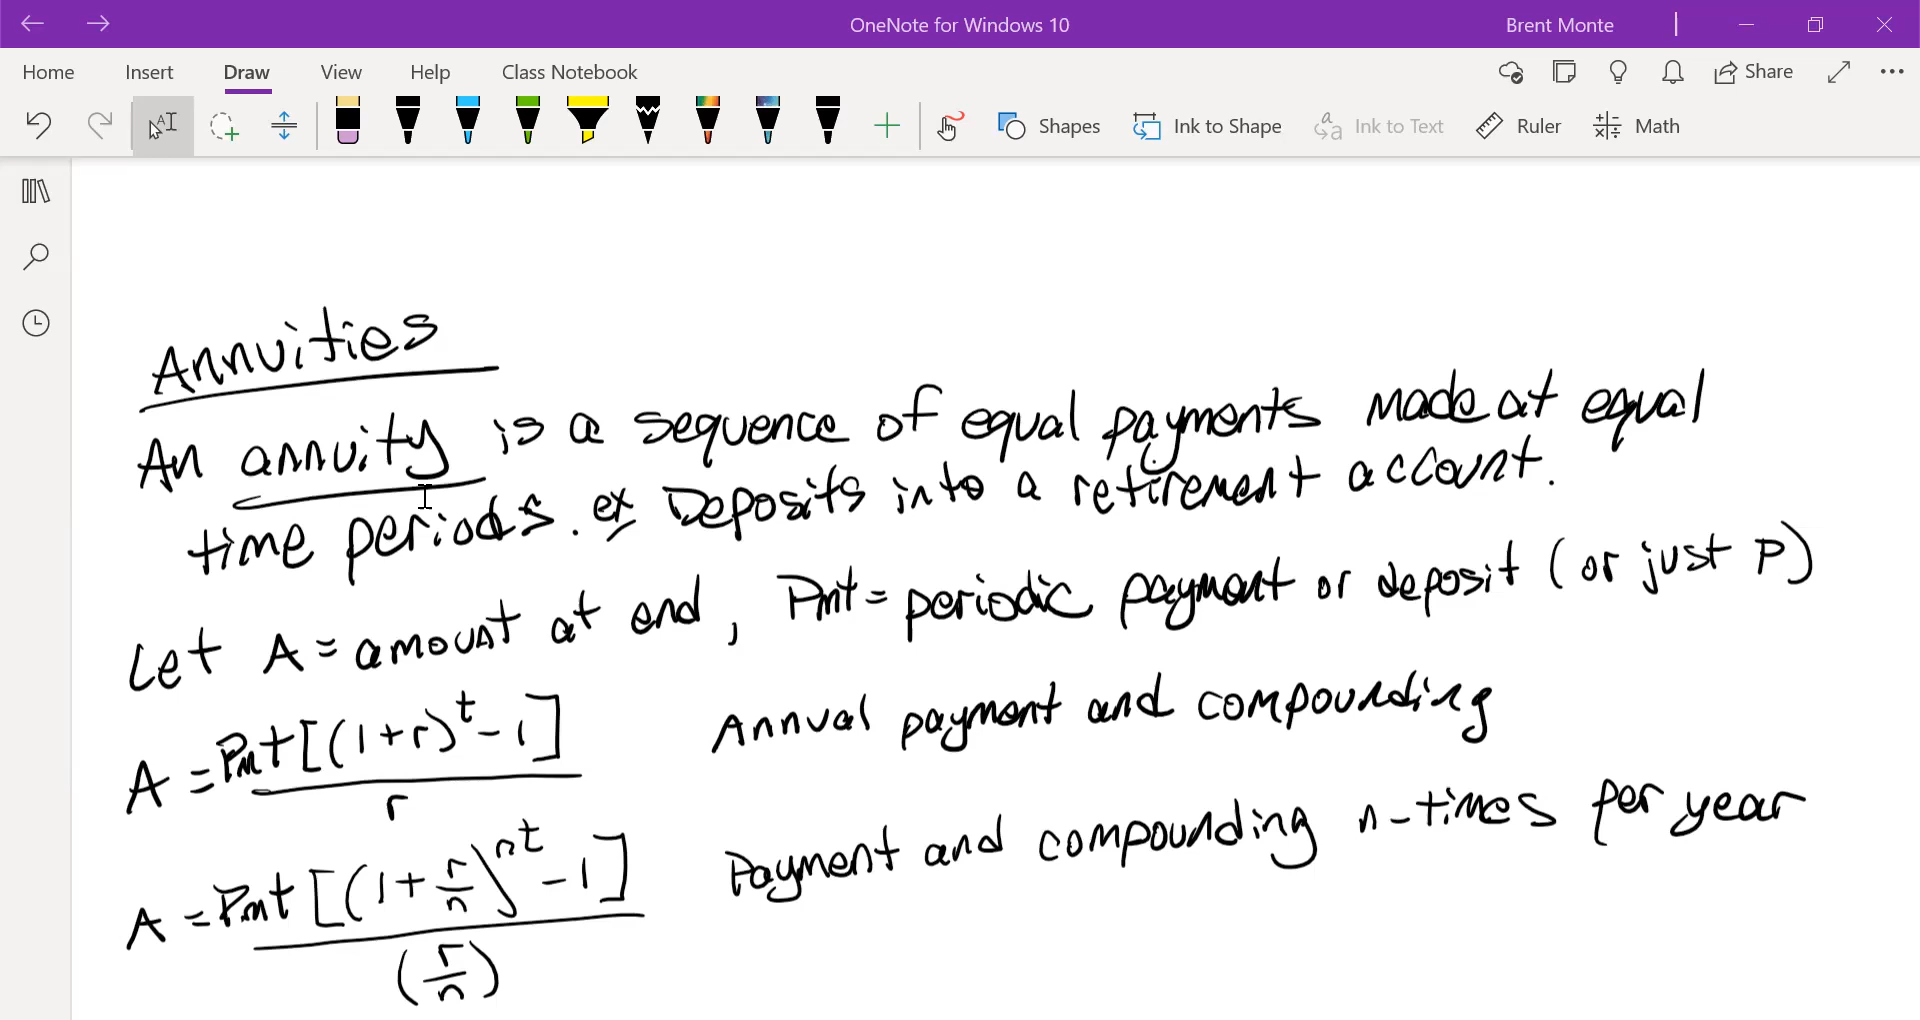 OneNote for Windows 10
Brent Monte
Home Insert Draw View Help Class Notebook
Share
Shapes Ink to Shape Ink to Text Ruler Math
Annuities
An annuity is a sequence of equal payments made at equal
time periods. ex Deposits into a retirement account.
Let A = amount at end, Pmt = periodic payment or deposit (or just P)
A = Pmt[(1+r)^t - 1] / r Annual payment and compounding
A = Pmt[(1+r/n)^nt - 1] / (r/n) Payment and compounding n-times per year